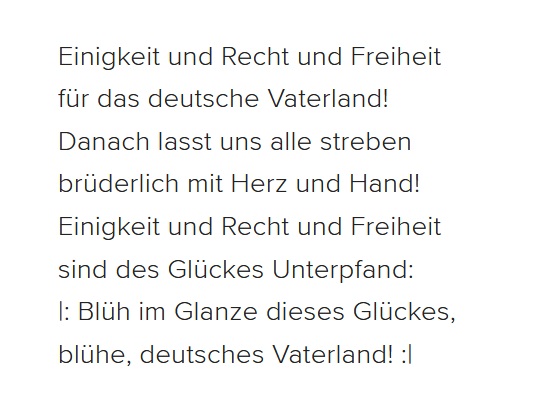 Einigkeit und Recht und Freiheit
für das deutsche Vaterland!
Danach lasst uns alle streben
brüderlich mit Herz und Hand!
Einigkeit und Recht und Freiheit
sind des Glückes Unterpfand:
|: Blüh im Glanze dieses Glückes,
blühe, deutsches Vaterland! :|